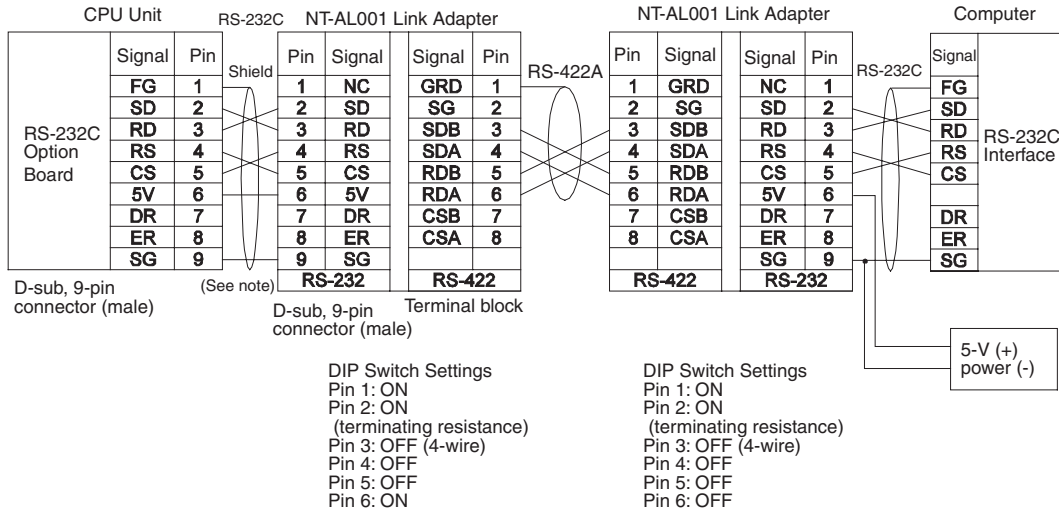 CPU Unit RS-232C NT-AL001 Link Adapter NT-AL001 Link Adapter Computer
Signal Pin Pin Signal Signal Pin Pin Signal Signal Pin Signal
Shield RS-422A RS-232C
FG 1 1 NC GRD 1 1 GRD NC 1 FG
SD 2 2 SD SG 2 2 SG SD 2 SD
RD 3 3 RD SDB 3 3 SDB RD 3 RD
RS 4 4 RS SDA 4 4 SDA RS 4 RS
CS 5 5 CS RDB 5 5 RDB CS 5 CS
5V 6 6 5V RDA 6 6 RDA 5V 6
DR 7 7 DR CSB 7 7 CSB DR 7 DR
ER 8 8 ER CSA 8 8 CSA ER 8 ER
SG 9 9 SG SG 9 SG
RS-232C
Option
Board
RS-232C
Interface
RS-232 RS-422 RS-422 RS-232
D-sub, 9-pin
connector (male)
(See note)
D-sub, 9-pin
connector (male)
Terminal block
5-V (+)
power (-)
DIP Switch Settings
Pin 1: ON
Pin 2: ON
(terminating resistance)
Pin 3: OFF (4-wire)
Pin 4: OFF
Pin 5: OFF
Pin 6: ON
DIP Switch Settings
Pin 1: ON
Pin 2: ON
(terminating resistance)
Pin 3: OFF (4-wire)
Pin 4: OFF
Pin 5: OFF
Pin 6: OFF